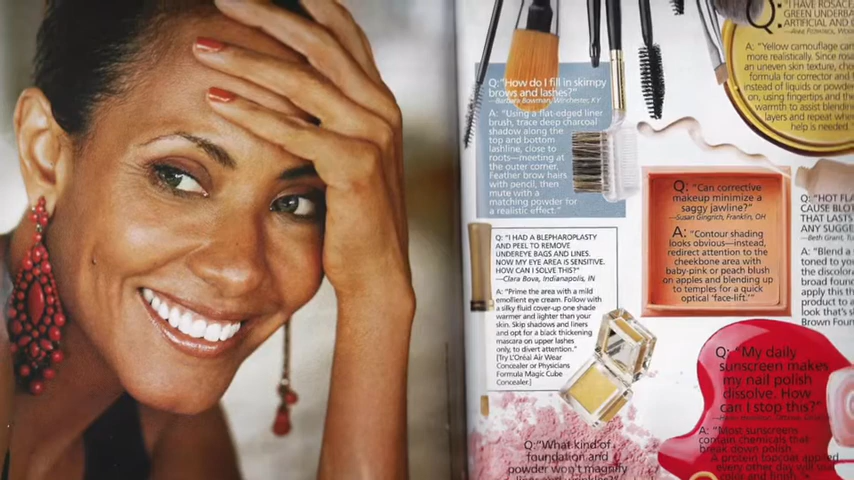 Q: "How do I fill in skimpy
brows and lashes?"
—Barbara Bowman, Winchester, KY
A: "Using a flat-edged liner
brush, trace deep charcoal
shadow along the
top and bottom
lashline, close to
roots—meeting at
the outer corner.
Feather brow hairs
with pencil, then
mute with a
matching powder for
a realistic effect."
Q: "I HAD A BLEPHAROPLASTY
AND PEEL TO REMOVE
UNDEREYE BAGS AND LINES.
NOW MY EYE AREA IS SENSITIVE.
HOW CAN I SOLVE THIS?"
—Clara Bova, Indianapolis, IN
A: "Prime the area with a mild
emollient eye cream. Follow with
a silky fluid cover-up one shade
warmer and lighter than your
skin. Skip shadows and liners
and opt for a black thickening
mascara on upper lashes
only, to divert attention."
[Try L'Oréal Air Wear
Concealer or Physicians
Formula Magic Cube
Concealer.]
Q: "What kind of
foundation and
powder won't magnify
Q:
"I HAVE ROSACEA
GREEN UNDERBA
ARTIFICIAL AND
A: "Yellow camouflage can
more realistically. Since rosa
an uneven skin texture, cho
formula for corrector and
instead of liquids or powde
on, using fingertips and the
warmth to assist blending
layers and repeat whe
help is needed."
Q: "Can corrective
makeup minimize a
saggy jawline?"
—Susan Gingrich, Franklin, OH
A: "Contour shading
looks obvious—instead,
redirect attention to the
cheekbone area with
baby-pink or peach blush
on apples and blending up
to temples for a quick
optical 'face-lift.'"
Q: "HOT FLA
CAUSE BLOT
THAT LASTS
ANY SUGGE
—Beth Grant, Tu
A: "Blend a
toned to yo
the discolora
broad foun
apply this th
product to a
look that's s
Brown Foun
Q: "My daily
sunscreen makes
my nail polish
dissolve. How
can I stop this?"
A: "Most sunscreens
contain chemicals that
break down polish.
A protein topcoat applied
every other day will